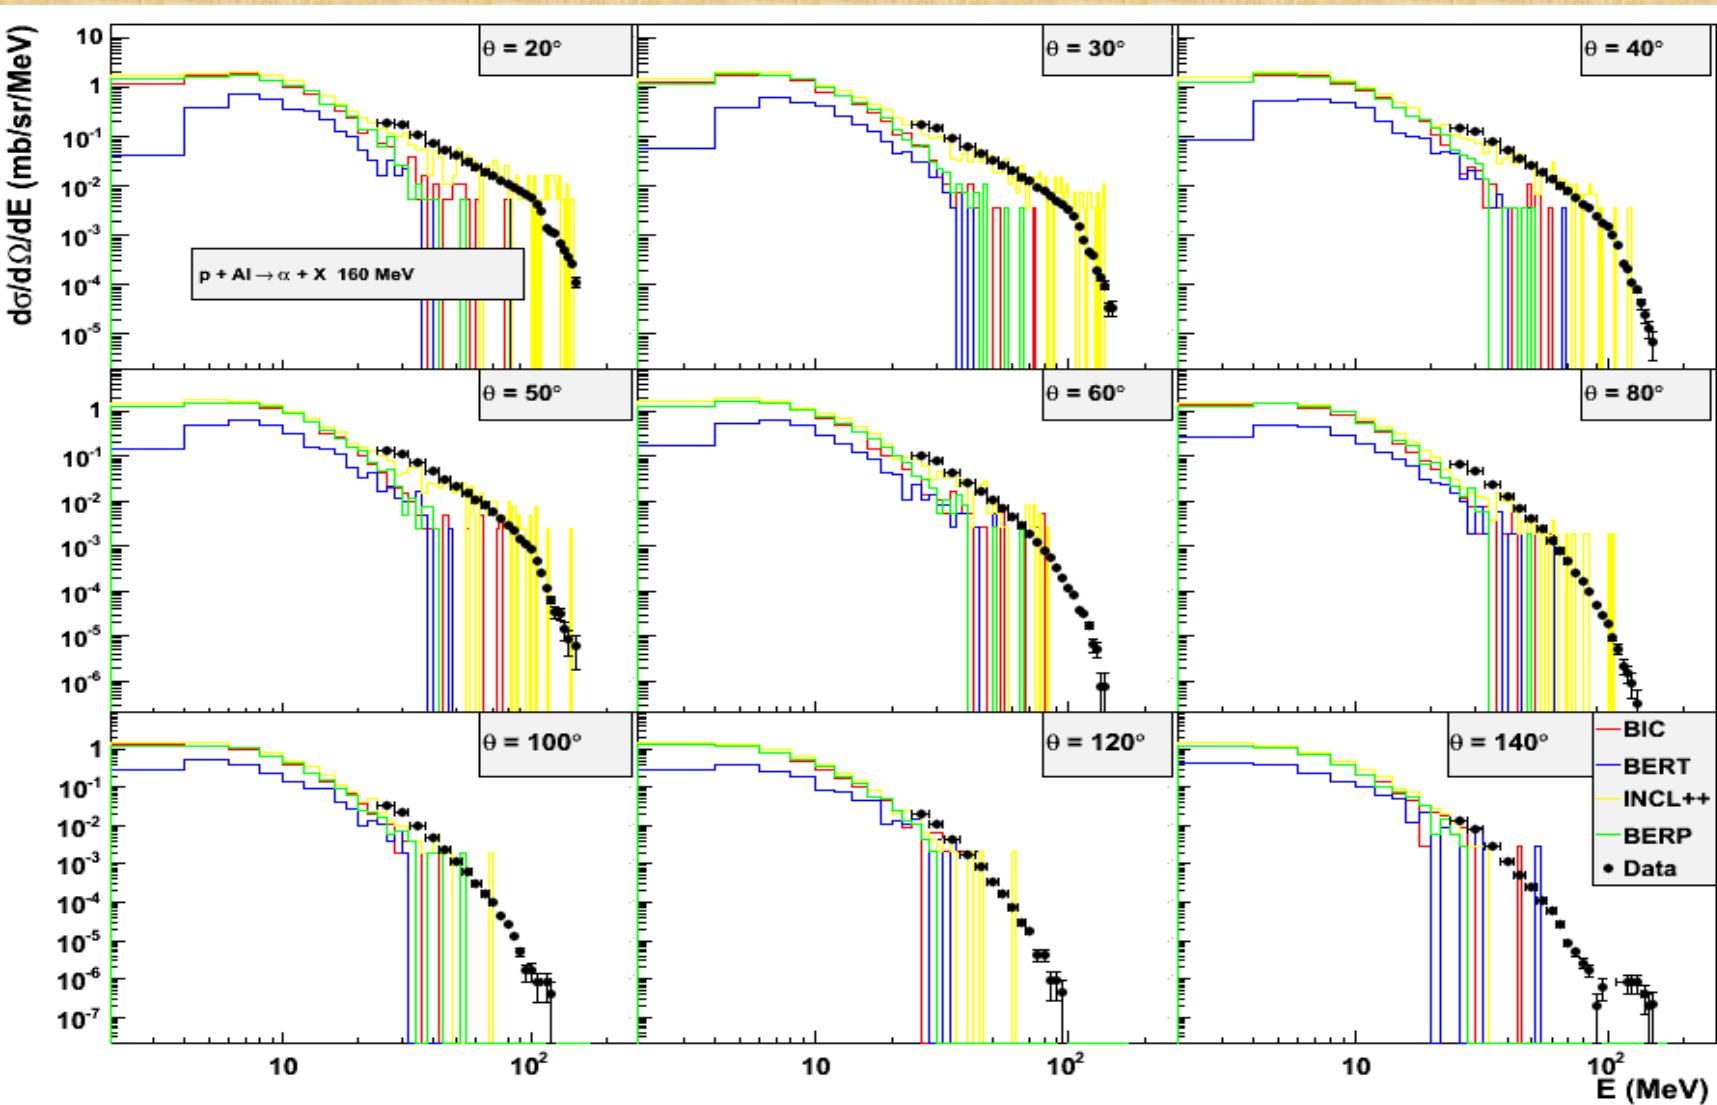 dσ/dΩ/dE (mb/sr/MeV)
10
1
10⁻¹
10⁻²
10⁻³
10⁻⁴
10⁻⁵
θ = 20°
θ = 30°
θ = 40°
p + Al → α + X 160 MeV
1
10⁻¹
10⁻²
10⁻³
10⁻⁴
10⁻⁵
10⁻⁶
θ = 50°
θ = 60°
θ = 80°
1
10⁻¹
10⁻²
10⁻³
10⁻⁴
10⁻⁵
10⁻⁶
10⁻⁷
θ = 100°
θ = 120°
θ = 140°
BIC
BERT
INCL++
BERP
Data
10 10² 10 10² 10 10²
E (MeV)